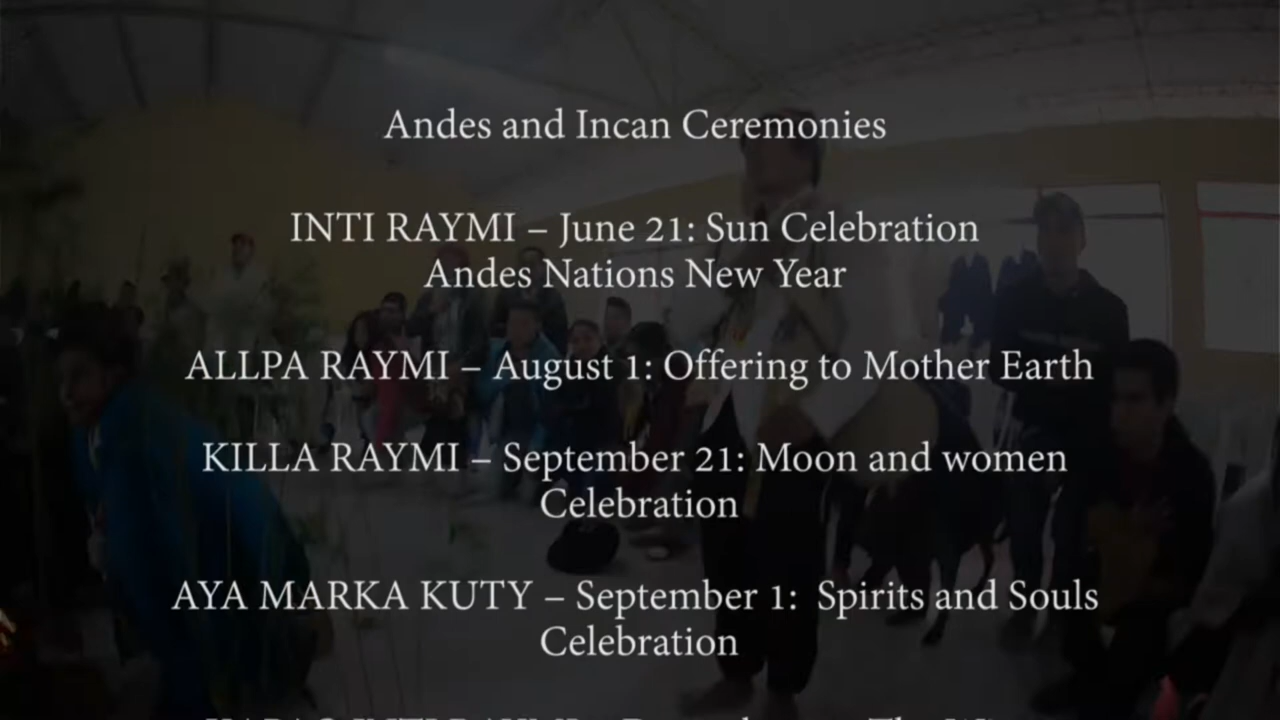 Andes and Incan Ceremonies
INTI RAYMI – June 21: Sun Celebration
Andes Nations New Year
ALLPA RAYMI – August 1: Offering to Mother Earth
KILLA RAYMI – September 21: Moon and women
Celebration
AYA MARKA KUTY – September 1:  Spirits and Souls
Celebration